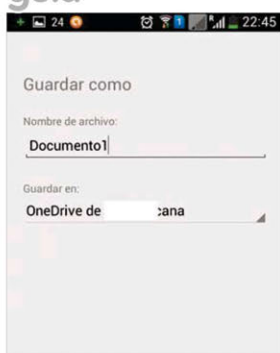 24 22:45
Guardar como
Nombre de archivo:
Documento1
Guardar en:
OneDrive de cana